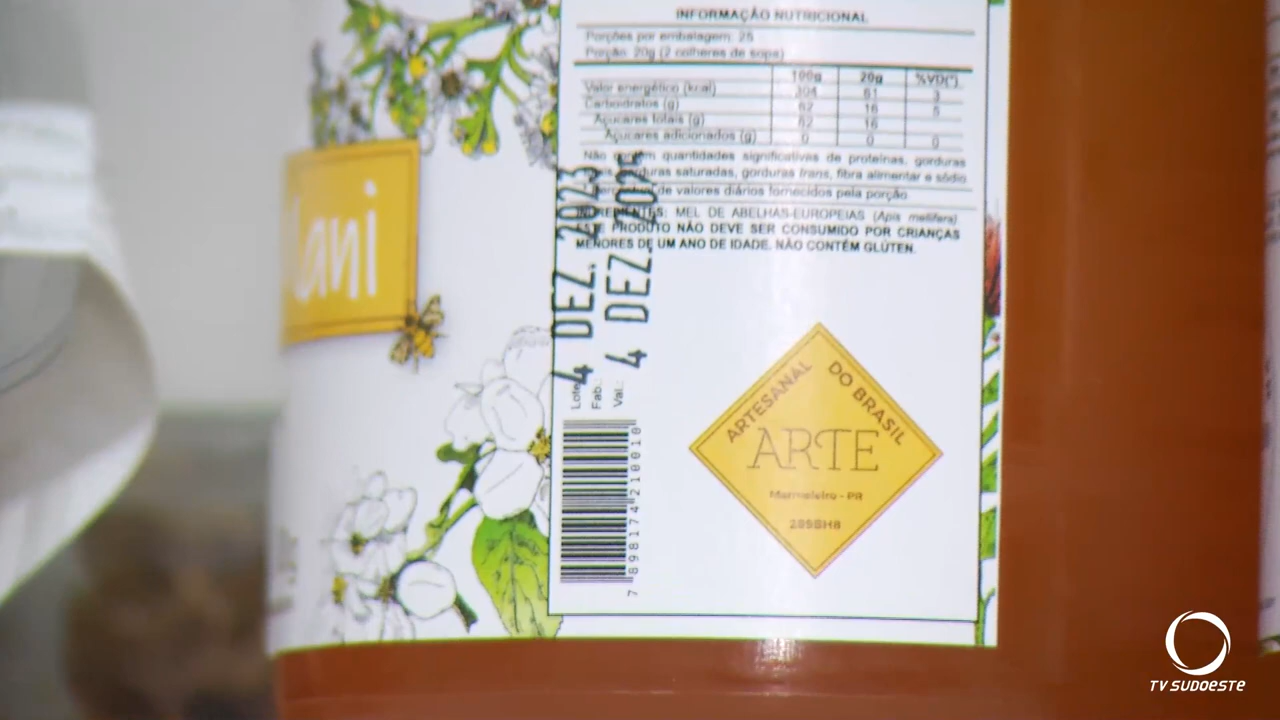 INFORMAÇÃO NUTRICIONAL
Porções por embalagem: 25
Porção: 20g (2 colheres de sopa)
100g 20g %VD(*)
Valor energético (kcal) 304 61 3
Carboidratos (g) 82 16 5
Açúcares totais (g) 82 16
Açúcares adicionados (g) 0 0 0
Não contém quantidades significativas de proteínas, gorduras
gorduras saturadas, gorduras trans, fibra alimentar e sódio
de valores diários fornecidos pela porção
INGREDIENTES: MEL DE ABELHAS-EUROPEIAS (Apis mellifera)
PRODUTO NÃO DEVE SER CONSUMIDO POR CRIANÇAS
MENORES DE UM ANO DE IDADE. NÃO CONTÉM GLÚTEN.
ani
4 DEZ. 2023
4 DEZ.
Lote
Fab.:
Val.:
7 898174 210010
ARTESANAL DO BRASIL
ARTE
Marmeleiro - PR
TV SUDOESTE